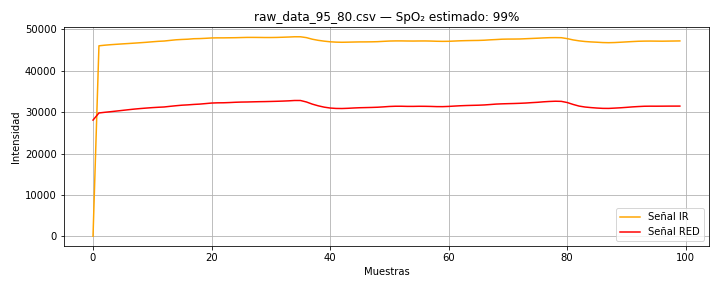 raw_data_95_80.csv — SpO₂ estimado: 99%
50000
40000
30000
20000
10000
0
Intensidad
0
20
40
60
80
100
Muestras
Señal IR
Señal RED